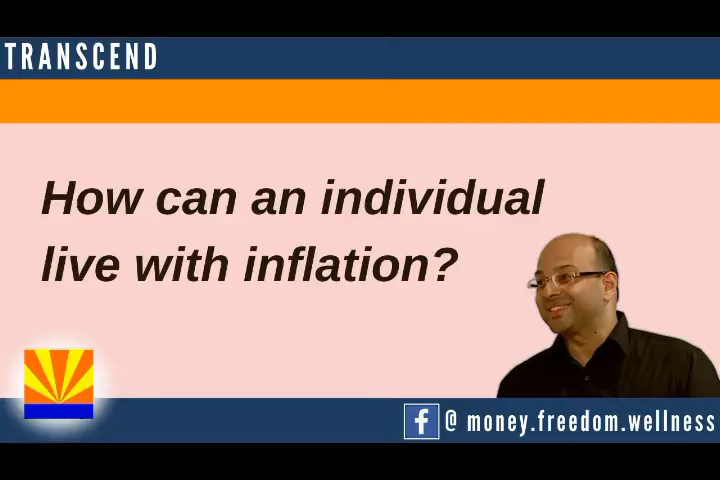 TRANSCEND
How can an individual
live with inflation?
f @ money.freedom.wellness